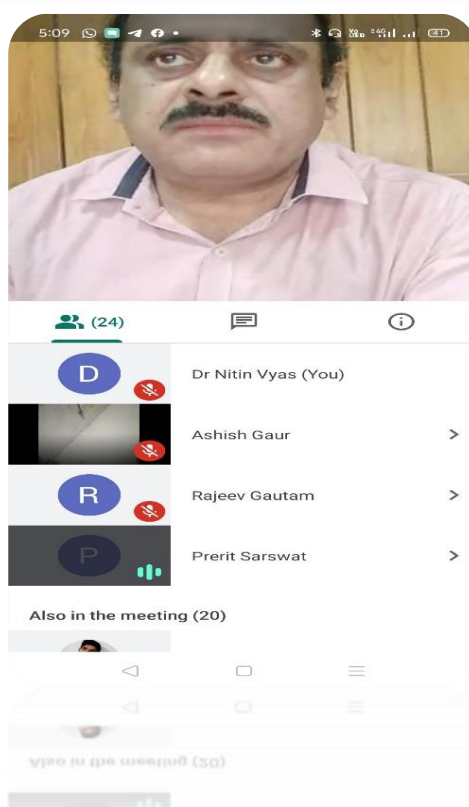 5:09
(24)
D
Dr Nitin Vyas (You)
Ashish Gaur
R
Rajeev Gautam
P
Prerit Sarswat
Also in the meeting (20)
Also in the meeting (20)